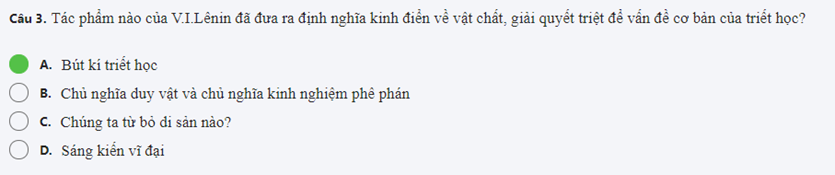 Câu 3. Tác phẩm nào của V.I.Lênin đã đưa ra định nghĩa kinh điển về vật chất, giải quyết triệt để vấn đề cơ bản của triết học?
A. Bút kí triết học
B. Chủ nghĩa duy vật và chủ nghĩa kinh nghiệm phê phán
C. Chúng ta từ bỏ di sản nào?
D. Sáng kiến vĩ đại